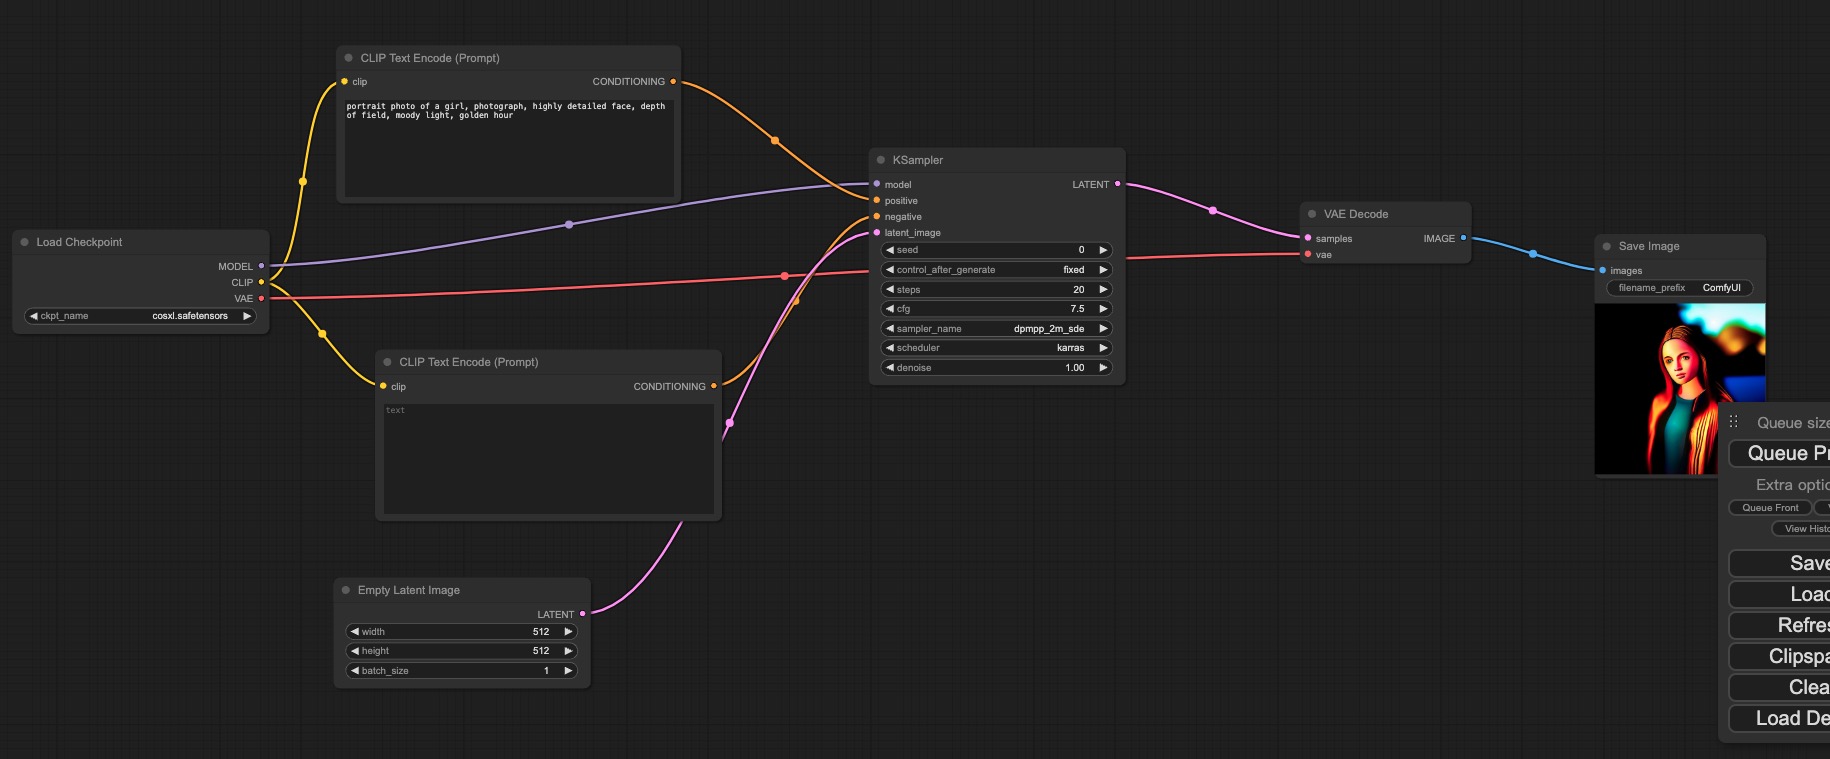 CLIP Text Encode (Prompt)
clip
CONDITIONING
portrait photo of a girl, photograph, highly detailed face, depth
of field, moody light, golden hour
Load Checkpoint
MODEL
CLIP
VAE
ckpt_name cosxl.safetensors
CLIP Text Encode (Prompt)
clip
CONDITIONING
text
Empty Latent Image
LATENT
width 512
height 512
batch_size 1
KSampler
model
LATENT
positive
negative
latent_image
seed 0
control_after_generate fixed
steps 20
cfg 7.5
sampler_name dpmpp_2m_sde
scheduler karras
denoise 1.00
VAE Decode
samples
IMAGE
vae
Save Image
images
filename_prefix ComfyUI
Queue size
Queue Pr
Extra optio
Queue Front
View Histo
Save
Load
Refres
Clipspa
Clea
Load De